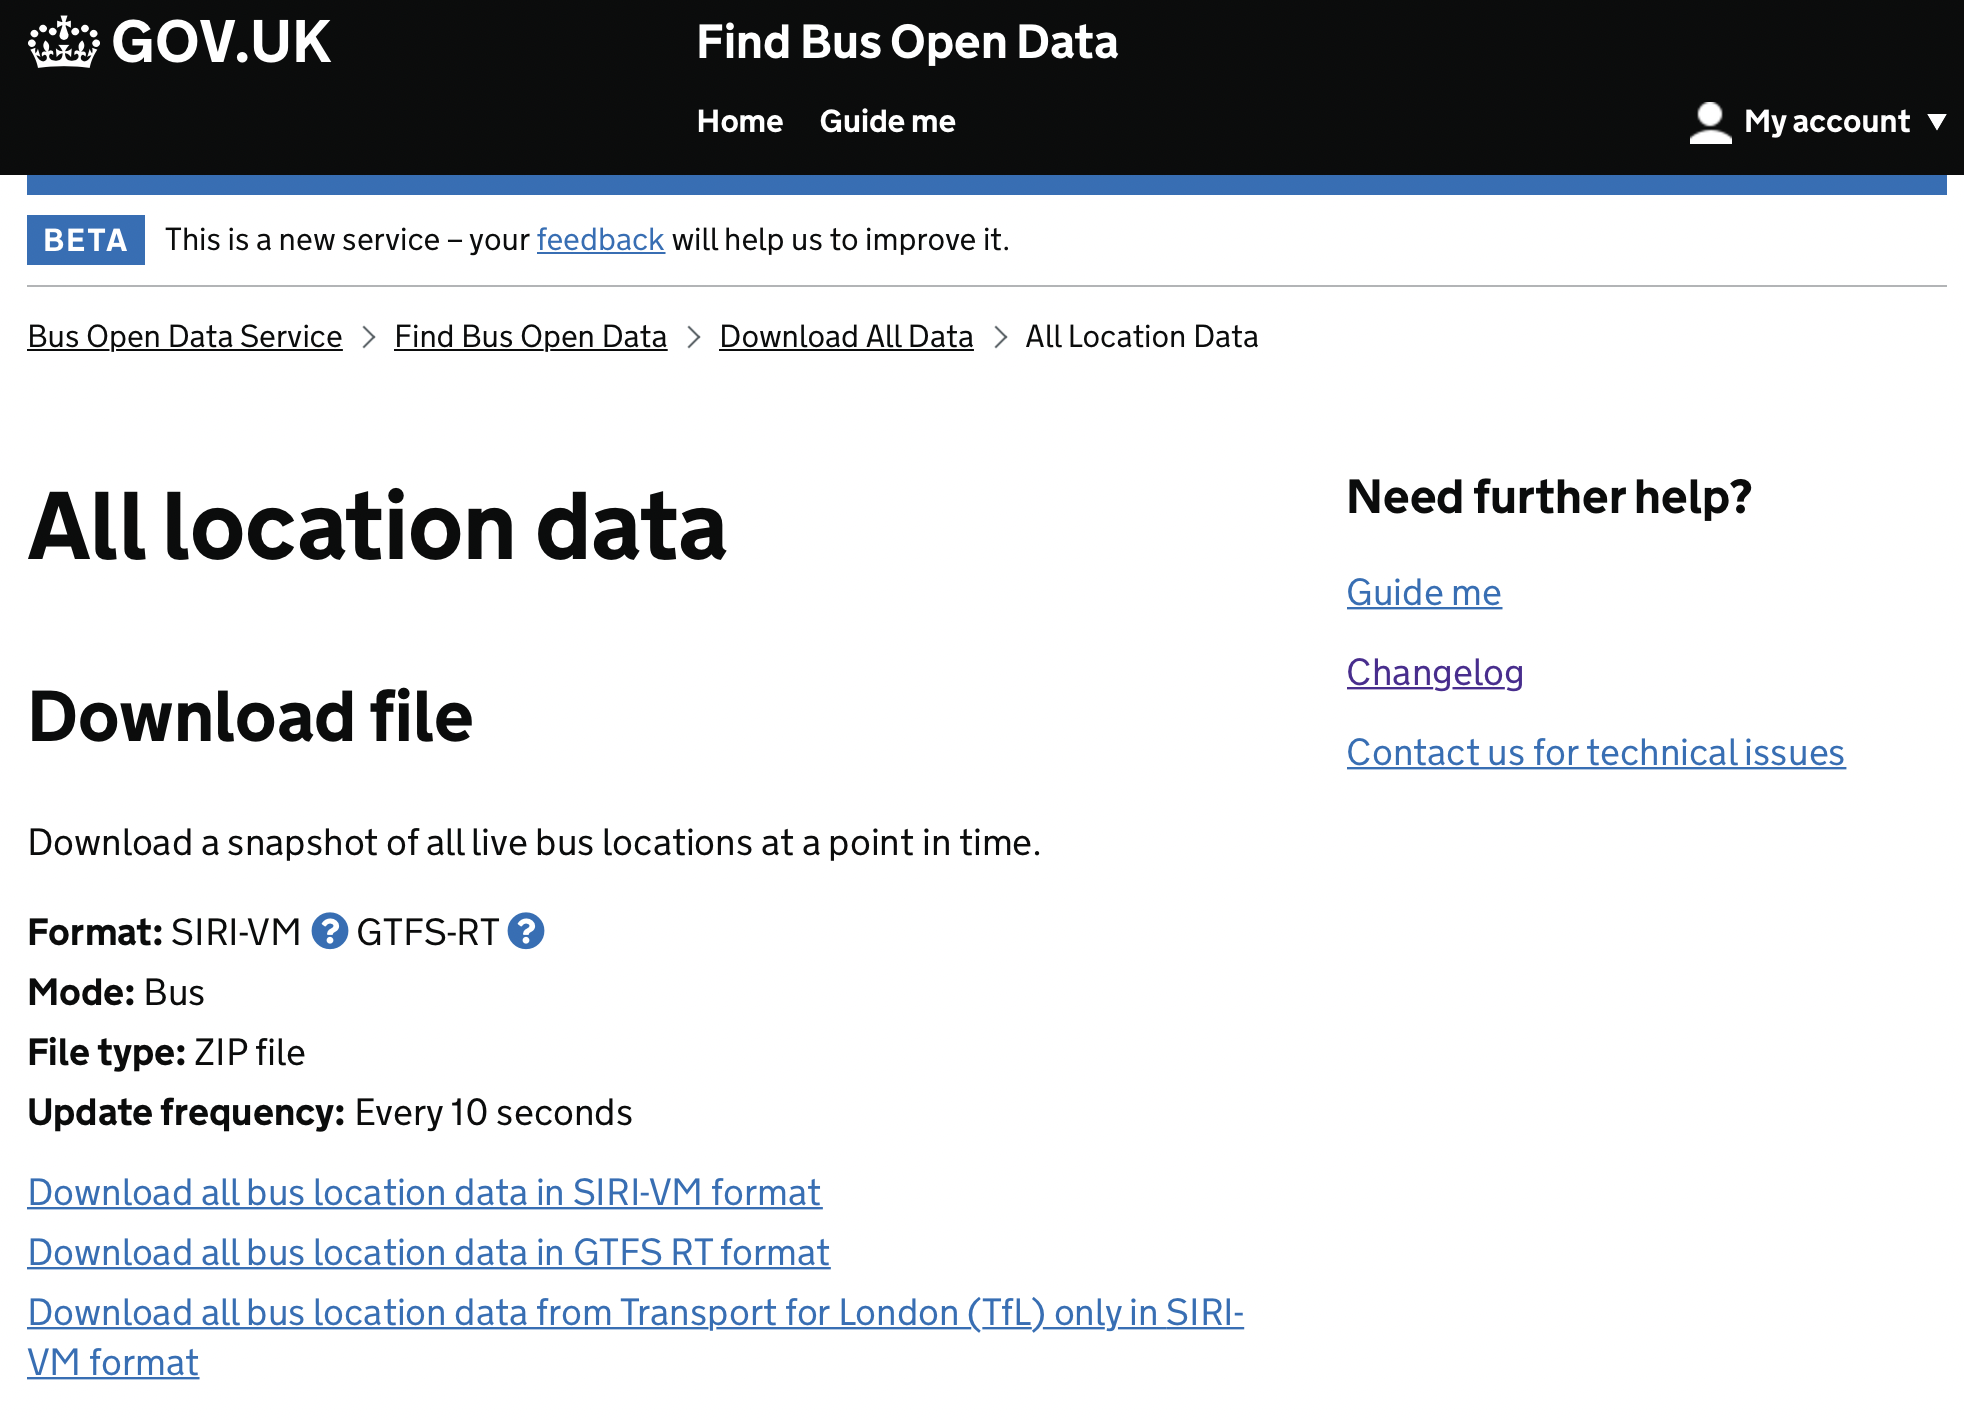 GOV.UK
Find Bus Open Data
Home Guide me
My account ▼
BETA This is a new service – your feedback will help us to improve it.
Bus Open Data Service > Find Bus Open Data > Download All Data > All Location Data
All location data
Download file
Download a snapshot of all live bus locations at a point in time.
Format: SIRI-VM ? GTFS-RT ?
Mode: Bus
File type: ZIP file
Update frequency: Every 10 seconds
Download all bus location data in SIRI-VM format
Download all bus location data in GTFS RT format
Download all bus location data from Transport for London (TfL) only in SIRI-
VM format
Need further help?
Guide me
Changelog
Contact us for technical issues